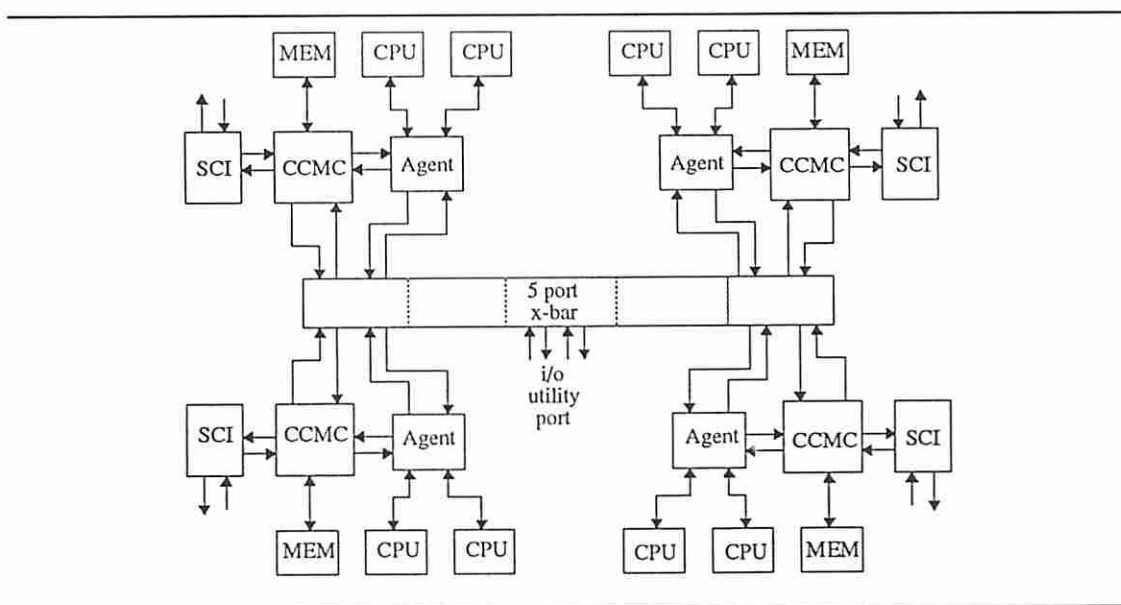 MEM CPU CPU CPU CPU MEM
SCI CCMC Agent Agent CCMC SCI
5 port
x-bar
i/o
utility
port
SCI CCMC Agent Agent CCMC SCI
MEM CPU CPU CPU CPU MEM